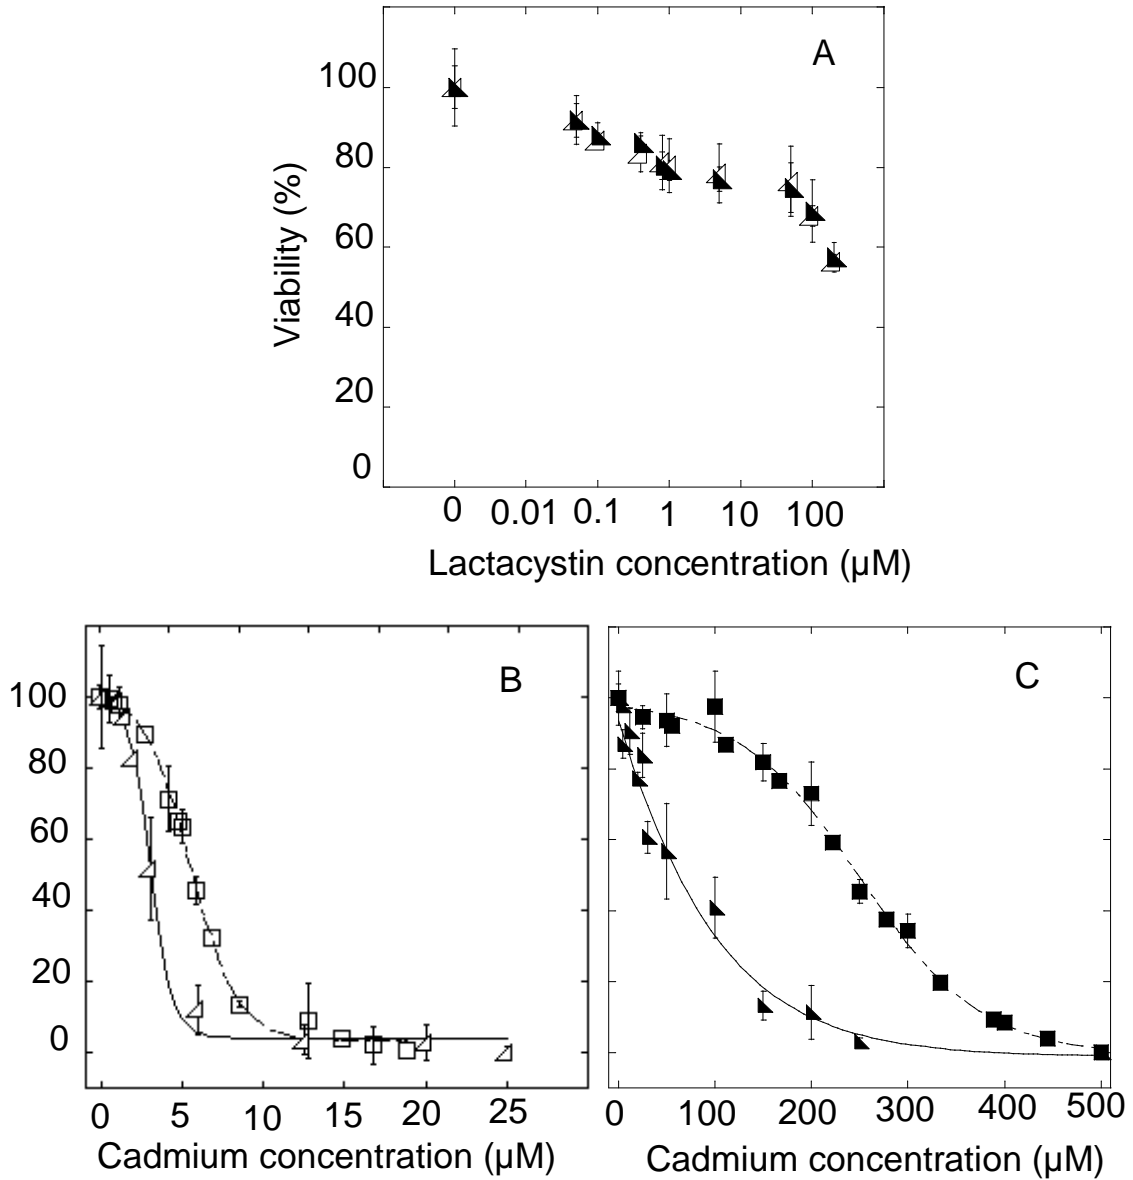 A
100
80
60
40
20
0
Viability (%)
0 0.01 0.1 1 10 100
Lactacystin concentration (µM)
B
100
80
60
40
20
0
0 5 10 15 20 25
Cadmium concentration (µM)
C
0 100 200 300 400 500
Cadmium concentration (µM)